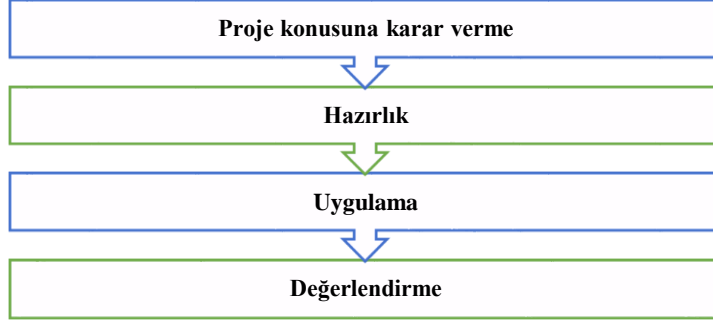 Proje konusuna karar verme
Hazırlık
Uygulama
Değerlendirme